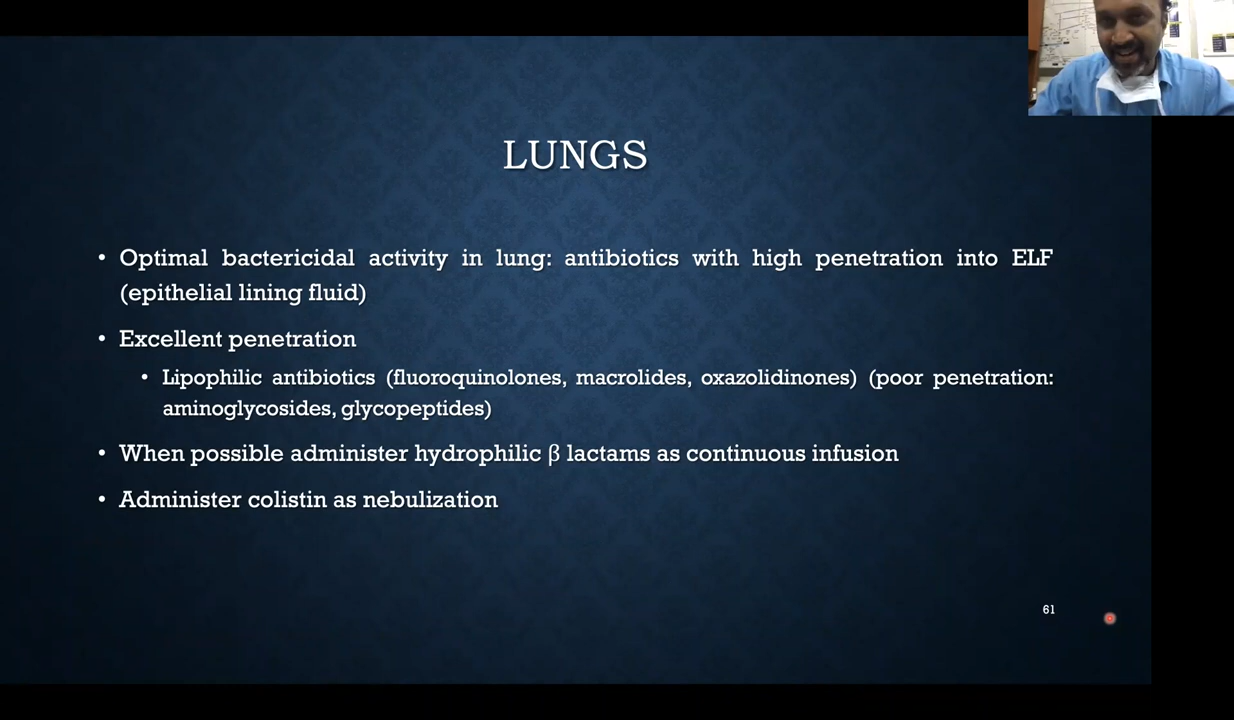 LUNGS
• Optimal bactericidal activity in lung: antibiotics with high penetration into ELF
(epithelial lining fluid)
• Excellent penetration
• Lipophilic antibiotics (fluoroquinolones, macrolides, oxazolidinones) (poor penetration:
aminoglycosides, glycopeptides)
• When possible administer hydrophilic β lactams as continuous infusion
• Administer colistin as nebulization
61